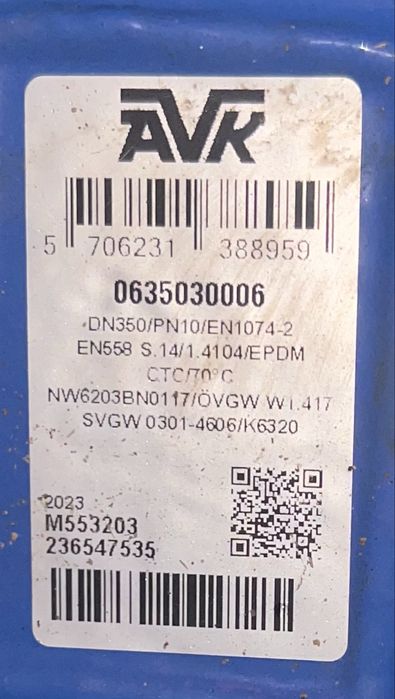 AVK
5 706231 388959
0635030006
DN350/PN10/EN1074-2
EN558 S.14/1.4104/EPDM
CTC/70°C
NW6203BN0117/ÖVGW W1.417
SVGW 0301-4606/K6320
2023
M553203
236547535